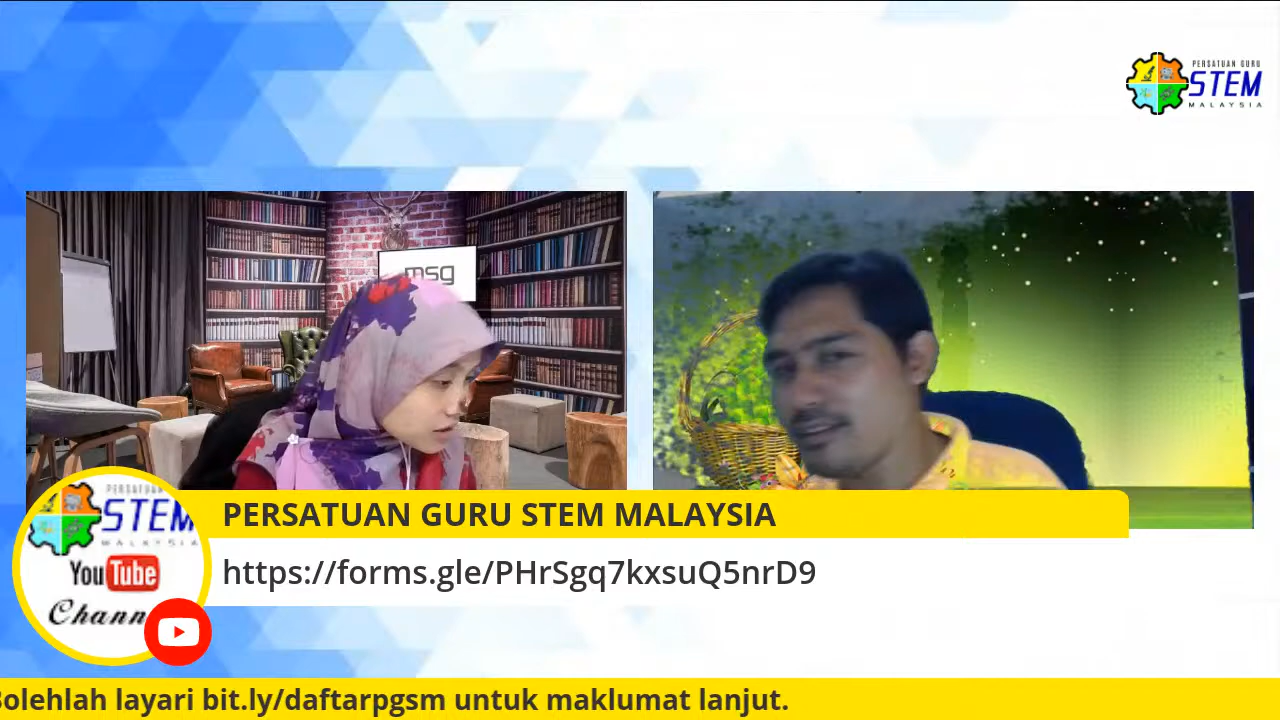 PERSATUAN GURU
STEM
MALAYSIA
msg
PERSATUAN GURU STEM MALAYSIA
https://forms.gle/PHrSgq7kxsuQ5nrD9
STEM
MALAYSIA
YouTube
Bolehlah layari bit.ly/daftarpgsm untuk maklumat lanjut.